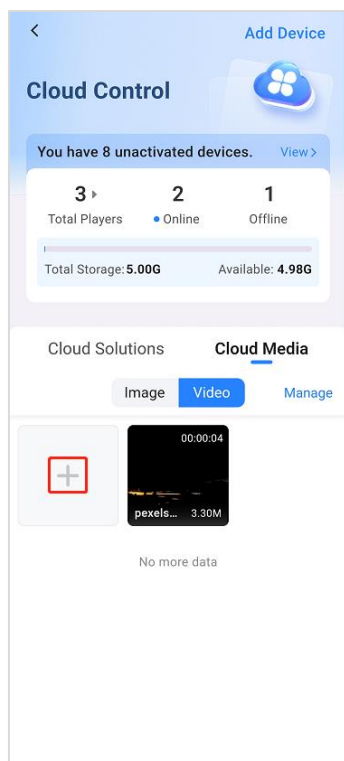 Add Device
Cloud Control
You have 8 unactivated devices. View >
3 2 1
Total Players Online Offline
Total Storage: 5.00G Available: 4.98G
Cloud Solutions Cloud Media
Image Video Manage
00:00:04
pexels... 3.30M
No more data